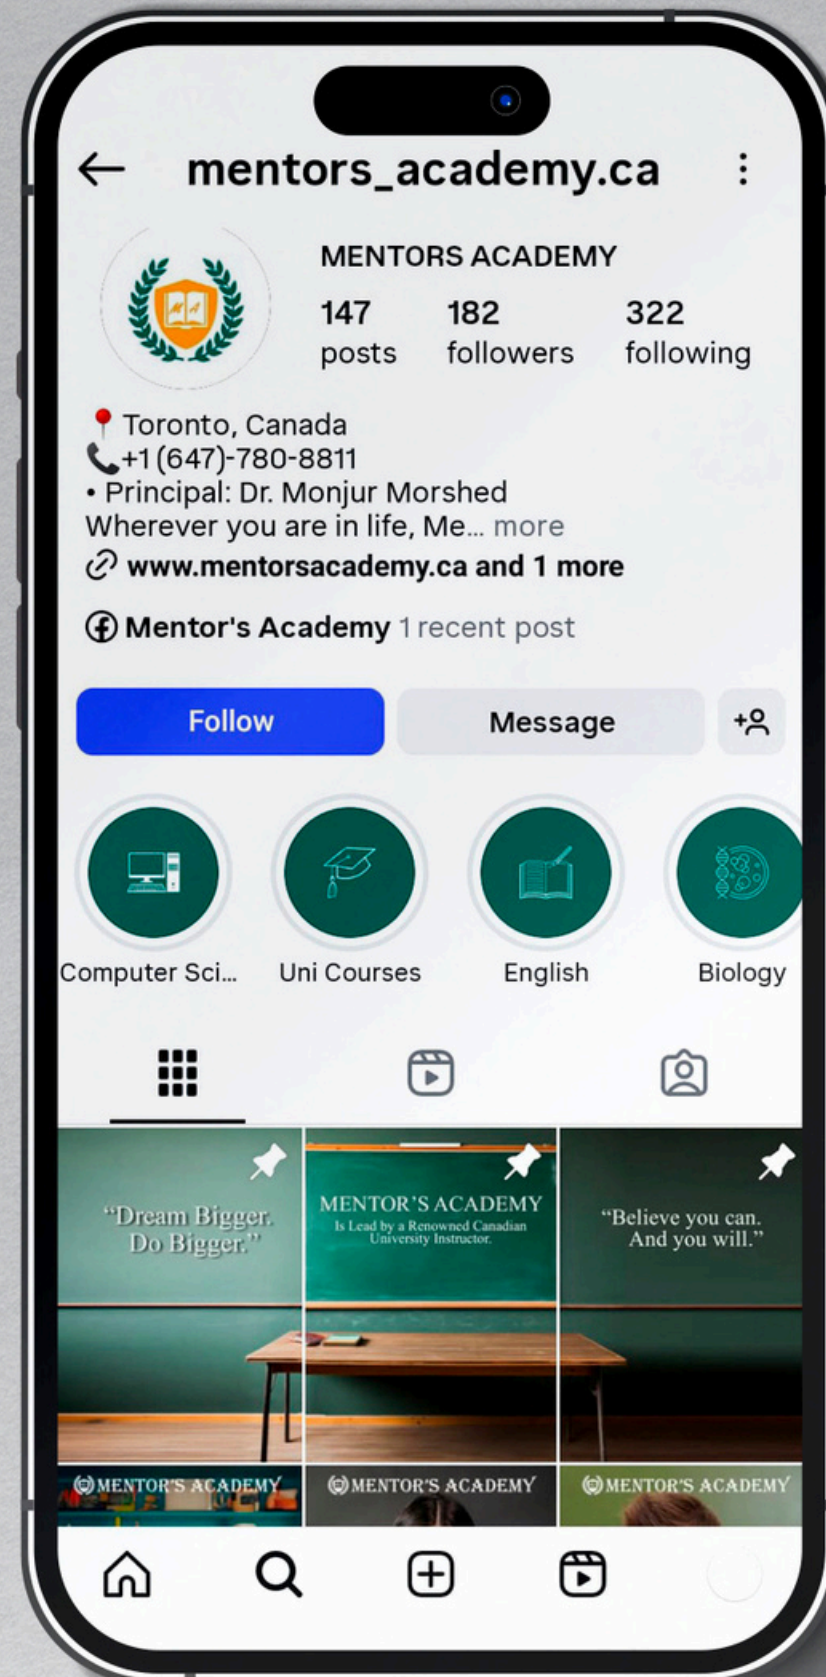 mentors_academy.ca
MENTORS ACADEMY
147 182 322
posts followers following
Toronto, Canada
+1 (647)-780-8811
• Principal: Dr. Monjur Morshed
Wherever you are in life, Me... more
www.mentorsacademy.ca and 1 more
Mentor's Academy 1 recent post
Follow Message
Computer Sci... Uni Courses English Biology
“Dream Bigger.
Do Bigger.”
MENTOR’S ACADEMY
Is Lead by a Renowned Canadian
University Instructor.
“Believe you can.
And you will.”
MENTOR’S ACADEMY MENTOR’S ACADEMY MENTOR’S ACADEMY